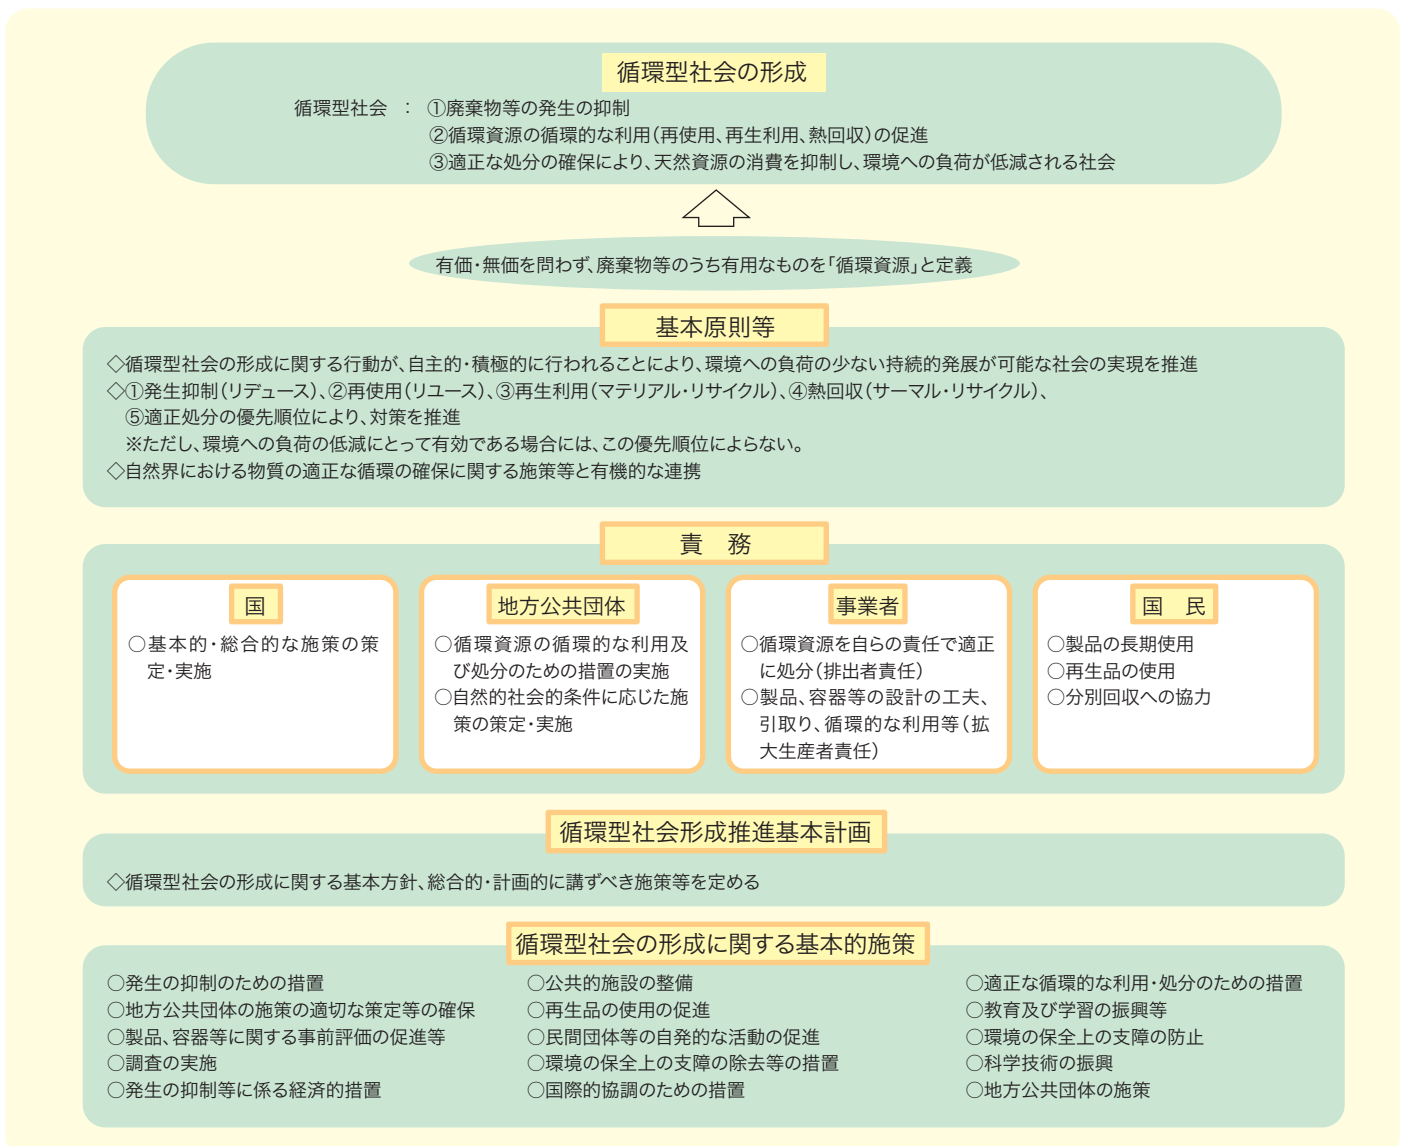 循環型社会の形成
循環型社会 : ①廃棄物等の発生の抑制
②循環資源の循環的な利用(再使用、再生利用、熱回収)の促進
③適正な処分の確保により、天然資源の消費を抑制し、環境への負荷が低減される社会
有価・無価を問わず、廃棄物等のうち有用なものを「循環資源」と定義
基本原則等
◇循環型社会の形成に関する行動が、自主的・積極的に行われることにより、環境への負荷の少ない持続的発展が可能な社会の実現を推進
◇①発生抑制(リデュース)、②再使用(リユース)、③再生利用(マテリアル・リサイクル)、④熱回収(サーマル・リサイクル)、
⑤適正処分の優先順位により、対策を推進
※ただし、環境への負荷の低減にとって有効である場合には、この優先順位によらない。
◇自然界における物質の適正な循環の確保に関する施策等と有機的な連携
責 務
国
○基本的・総合的な施策の策
定・実施
地方公共団体
○循環資源の循環的な利用及
び処分のための措置の実施
○自然的社会的条件に応じた施
策の策定・実施
事業者
○循環資源を自らの責任で適正
に処分(排出者責任)
○製品、容器等の設計の工夫、
引取り、循環的な利用等(拡
大生産者責任)
国 民
○製品の長期使用
○再生品の使用
○分別回収への協力
循環型社会形成推進基本計画
◇循環型社会の形成に関する基本方針、総合的・計画的に講ずべき施策等を定める
循環型社会の形成に関する基本的施策
○発生の抑制のための措置
○地方公共団体の施策の適切な策定等の確保
○製品、容器等に関する事前評価の促進等
○調査の実施
○発生の抑制等に係る経済的措置
○公共的施設の整備
○再生品の使用の促進
○民間団体等の自発的な活動の促進
○環境の保全上の支障の除去等の措置
○国際的協調のための措置
○適正な循環的な利用・処分のための措置
○教育及び学習の振興等
○環境の保全上の支障の防止
○科学技術の振興
○地方公共団体の施策